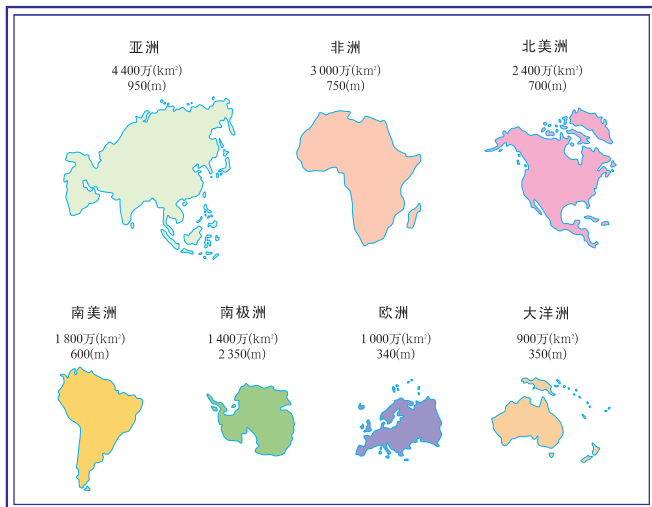 亚洲
4 400万(km²)
950(m)
非洲
3 000万(km²)
750(m)
北美洲
2 400万(km²)
700(m)
南美洲
1 800万(km²)
600(m)
南极洲
1 400万(km²)
2 350(m)
欧洲
1 000万(km²)
340(m)
大洋洲
900万(km²)
350(m)